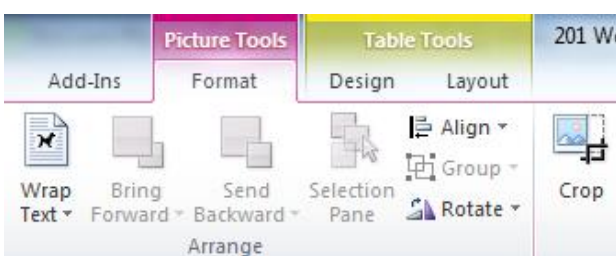 Picture Tools Table Tools 201
Add-Ins Format Design Layout
Wrap Text Bring Forward Send Backward Selection Pane Align
Group
Rotate
Crop
Arrange